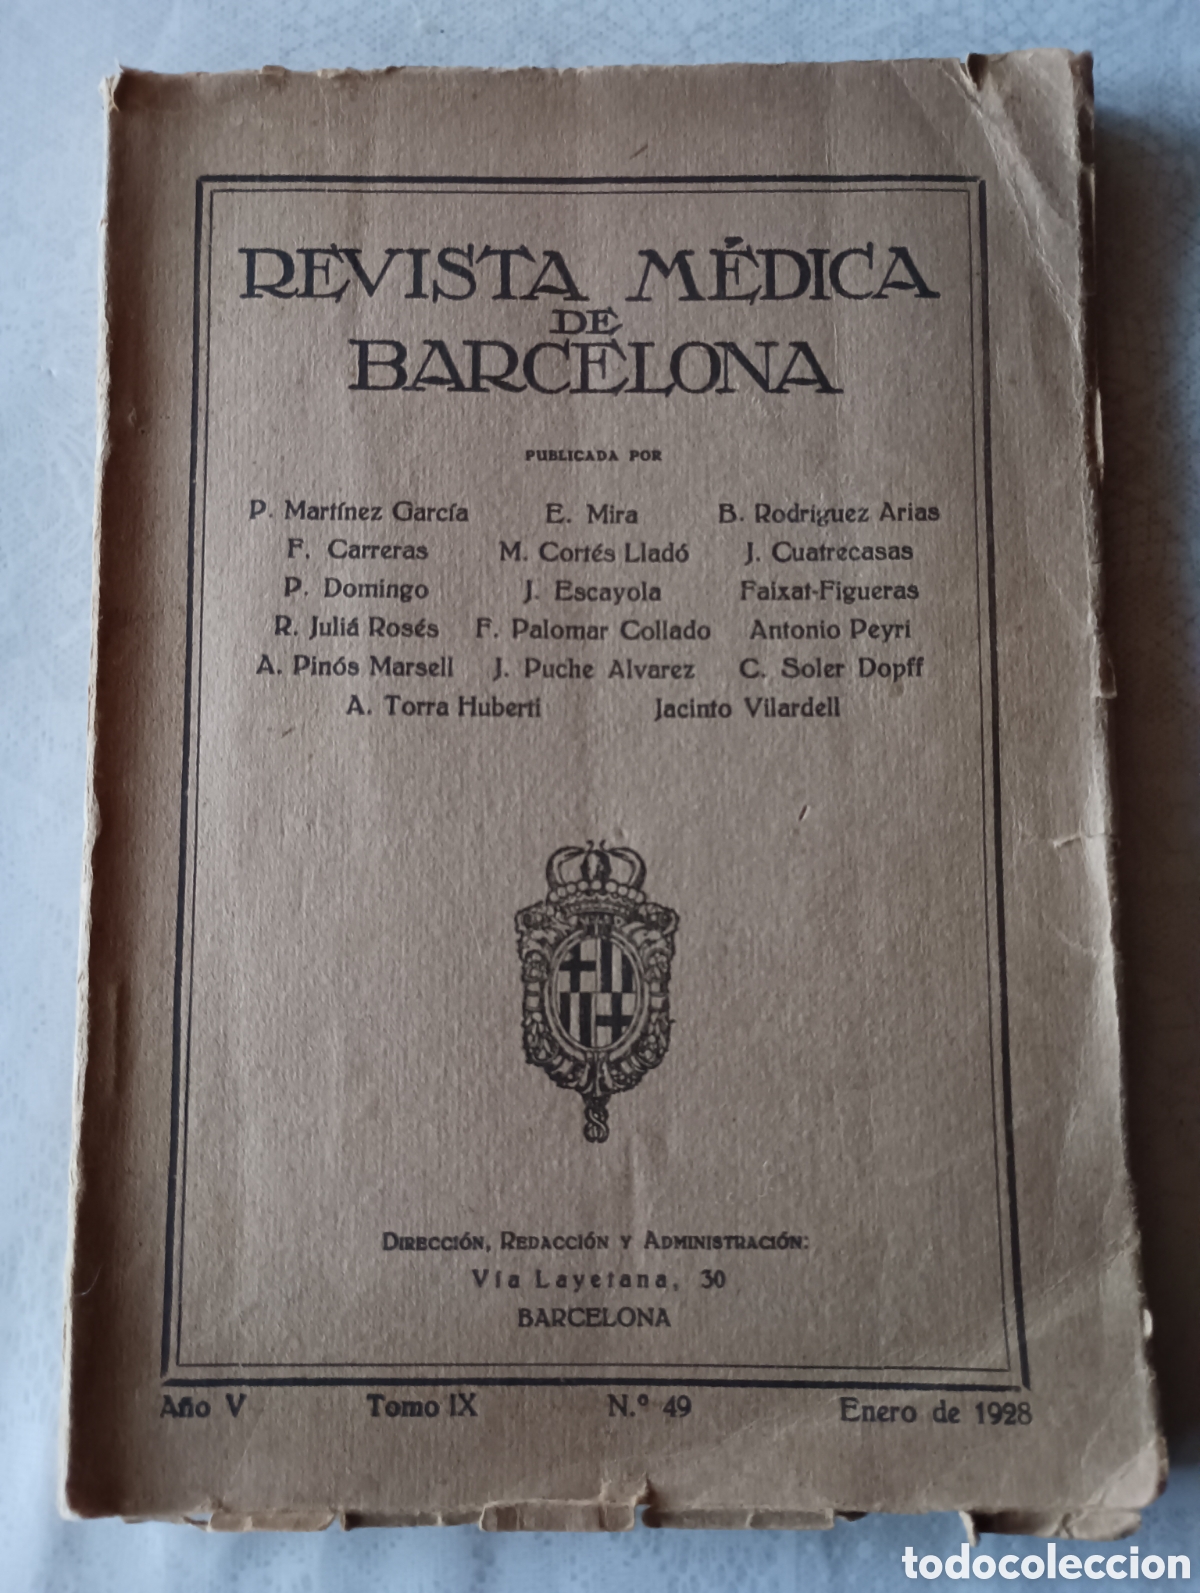 REVISTA MÉDICA
DE
BARCELONA
PUBLICADA POR
P. Martínez García E. Mira B. Rodríguez Arias
F. Carreras M. Cortés Lladó J. Cuatrecasas
P. Domingo J. Escayola Faixat-Figueras
R. Juliá Rosés F. Palomar Collado Antonio Peyri
A. Pinós Marsell J. Puche Alvarez C. Soler Dopff
A. Torra Huberti Jacinto Vilardell
DIRECCIÓN, REDACCIÓN Y ADMINISTRACIÓN:
Vía Layetana, 30
BARCELONA
Año V Tomo IX N.º 49 Enero de 1928
todocoleccion